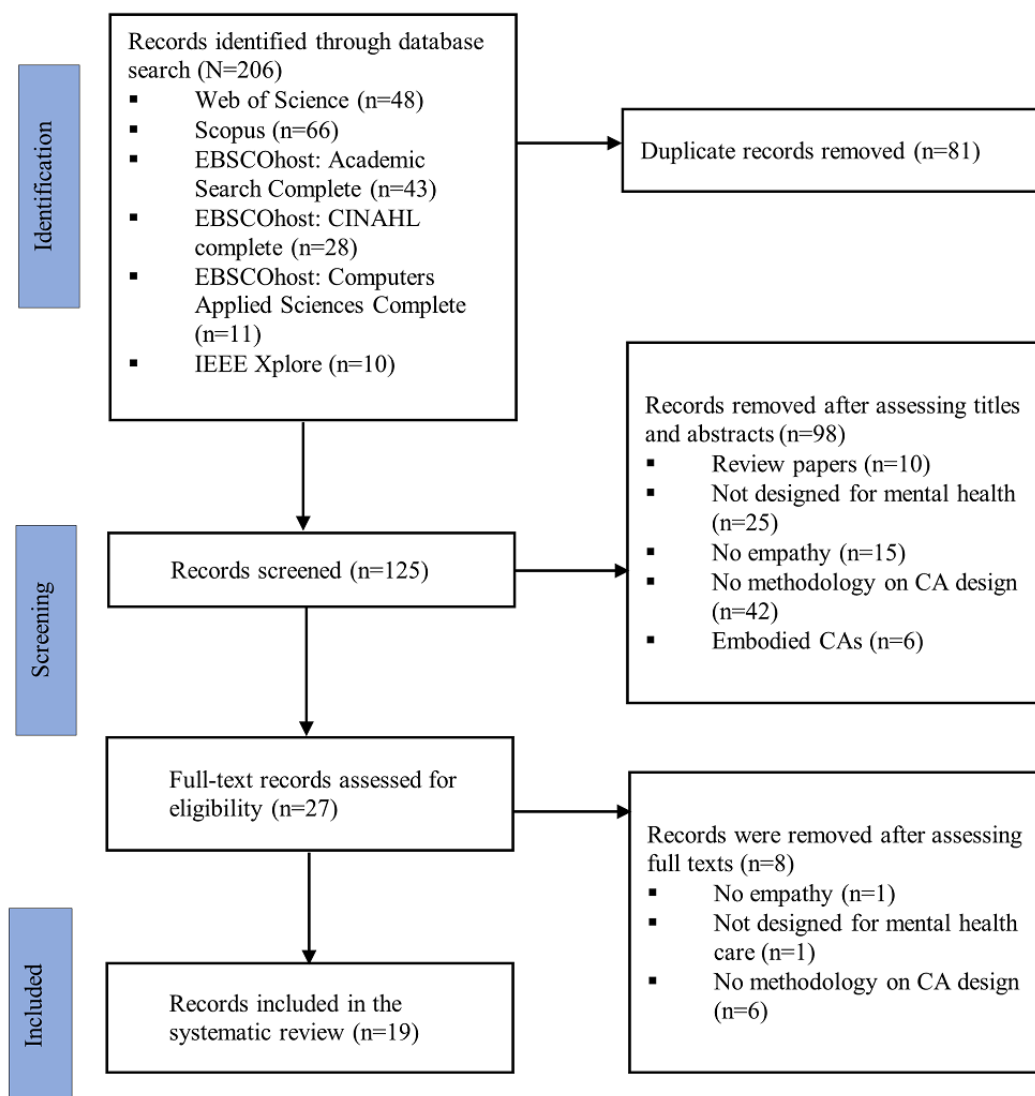 Identification
Records identified through database
search (N=206)
▪ Web of Science (n=48)
▪ Scopus (n=66)
▪ EBSCOhost: Academic
Search Complete
(n=43)
▪ EBSCOhost: CINAHL
complete (n=28)
▪ EBSCOhost: Computers
Applied Sciences Complete
(n=11)
▪ IEEE Xplore (n=10)
Duplicate records removed (n=81)
Screening
Records screened (n=125)
Records removed after assessing titles
and abstracts (n=98)
▪ Review papers (n=10)
▪ Not designed for mental health
(n=25)
▪ No empathy (n=15)
▪ No methodology on CA design
(n=42)
▪ Embodied CAs (n=6)
Full-text records assessed for
eligibility (n=27)
Records were removed after assessing
full texts (n=8)
▪ No empathy (n=1)
▪ Not designed for mental health
care (n=1)
▪ No methodology on CA design
(n=6)
Included
Records included in the
systematic review (n=19)